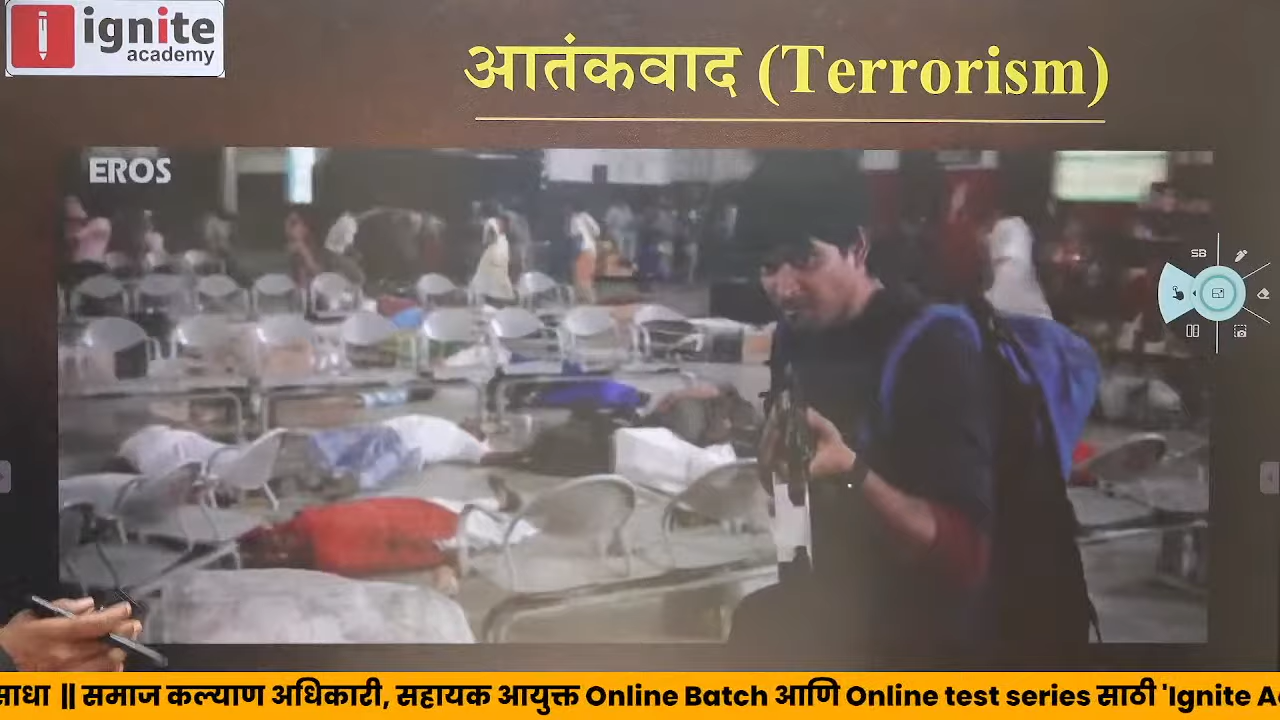 ignite
academy
आतंकवाद (Terrorism)
EROS
SB
साधा || समाज कल्याण अधिकारी, सहायक आयुक्त Online Batch आणि Online test series साठी 'Ignite A